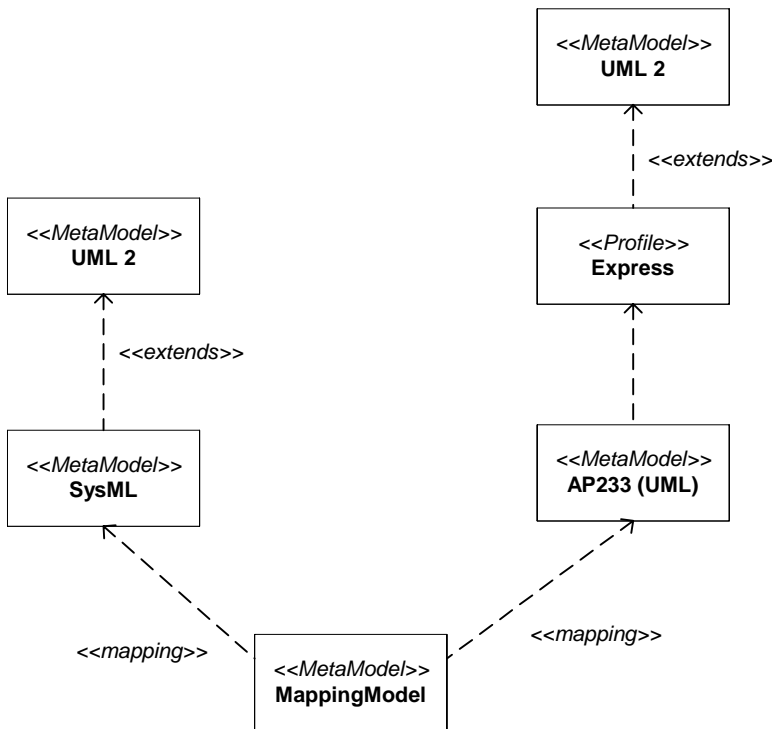 <<MetaModel>>
UML 2
<<extends>>
<<MetaModel>>
UML 2
<<Profile>>
Express
<<extends>>
<<MetaModel>>
SysML
<<MetaModel>>
AP233 (UML)
<<mapping>>
<<mapping>>
<<MetaModel>>
MappingModel